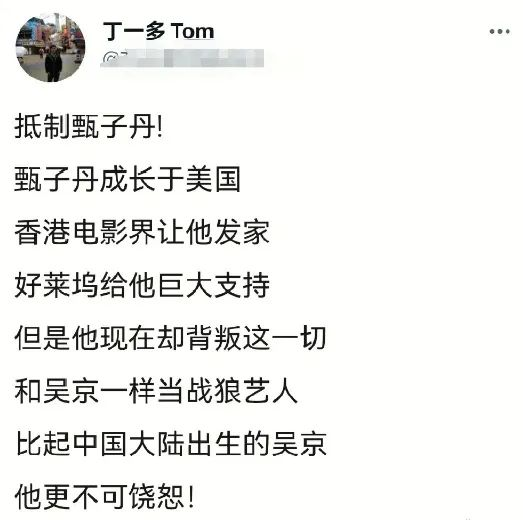 丁一多 Tom
抵制甄子丹!
甄子丹成长于美国
香港电影界让他发家
好莱坞给他巨大支持
但是他现在却背叛这一切
和吴京一样当战狼艺人
比起中国大陆出生的吴京
他更不可饶恕!